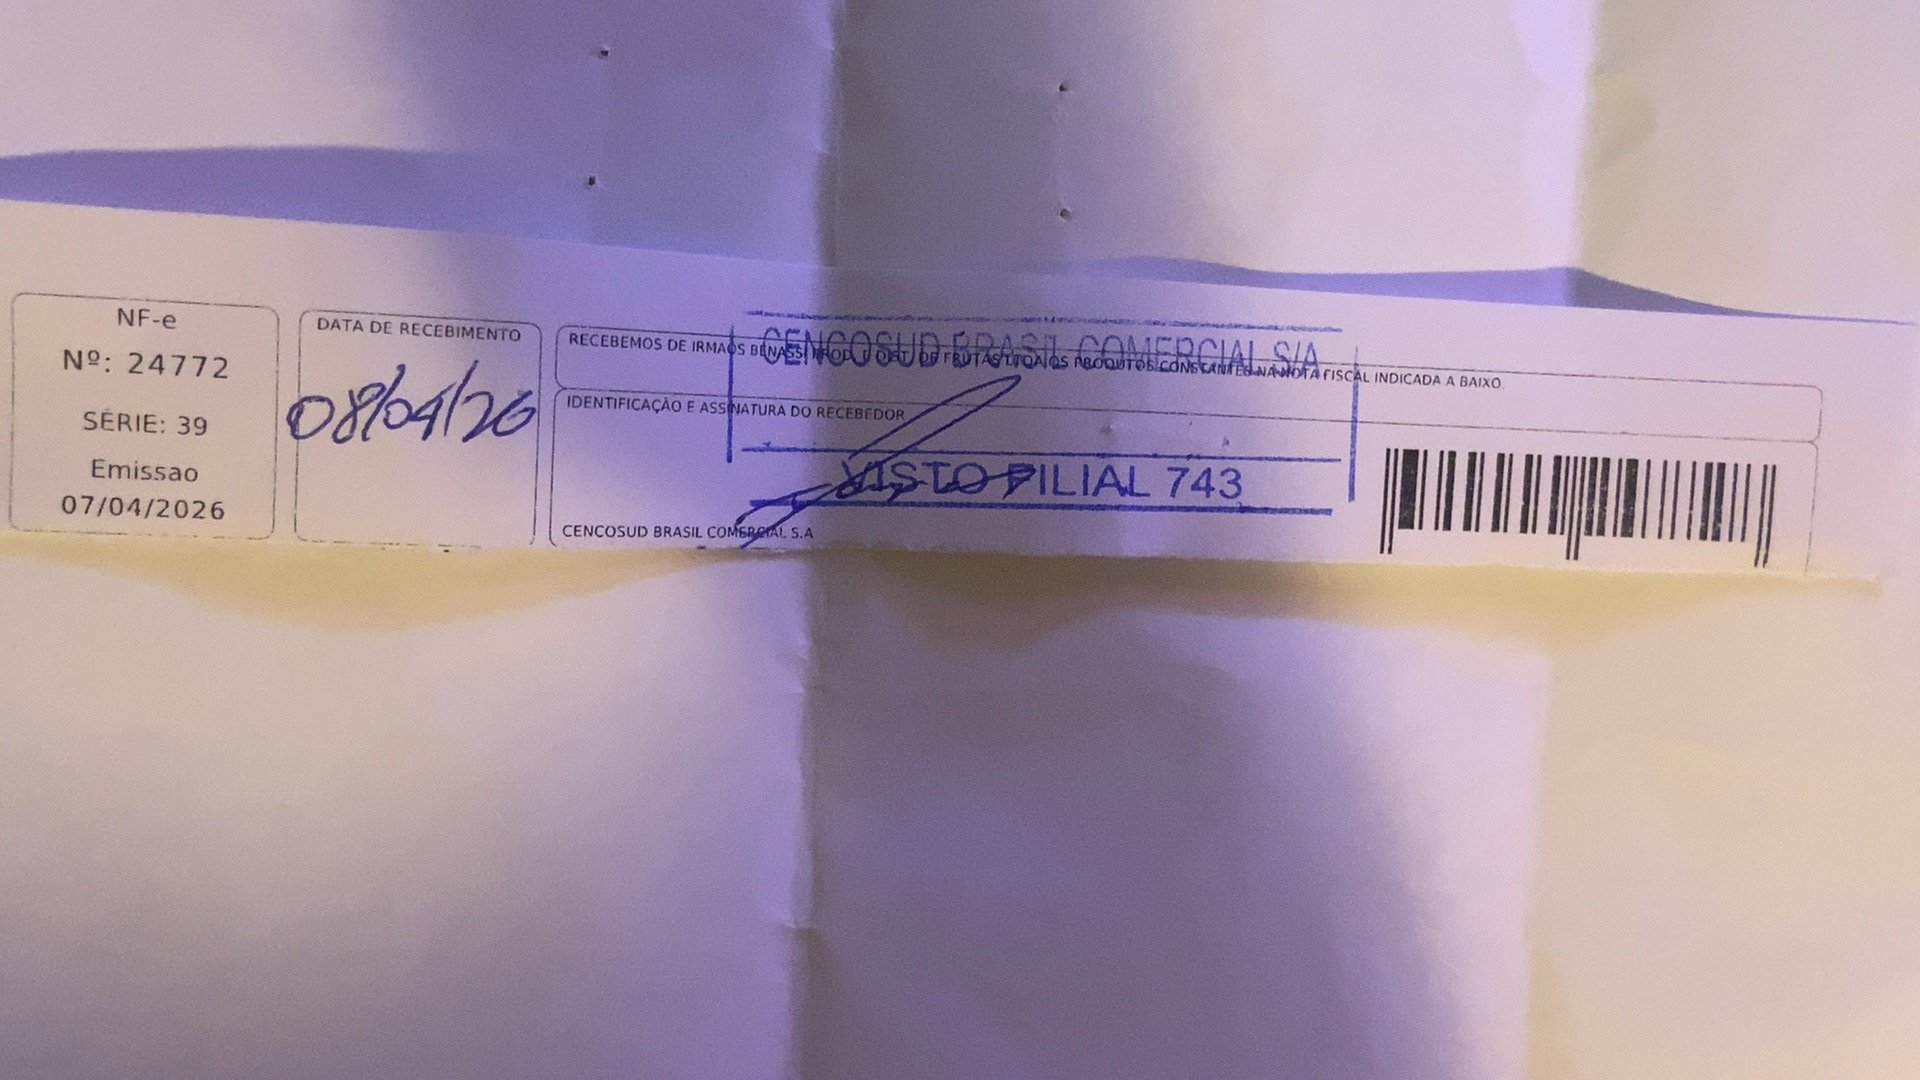 NF-e
Nº: 24772
SÉRIE: 39
Emissao
07/04/2026
DATA DE RECEBIMENTO
08/04/26
RECEBEMOS DE IRMAOS BENASSI PROD. E DIST. DE FRUTAS LTDA OS PRODUTOS CONSTANTES NA NOTA FISCAL INDICADA A BAIXO.
CENCOSUD BRASIL COMERCIAL S/A
IDENTIFICAÇÃO E ASSINATURA DO RECEBEDOR
VISTO FILIAL 743
CENCOSUD BRASIL COMERCIAL S.A